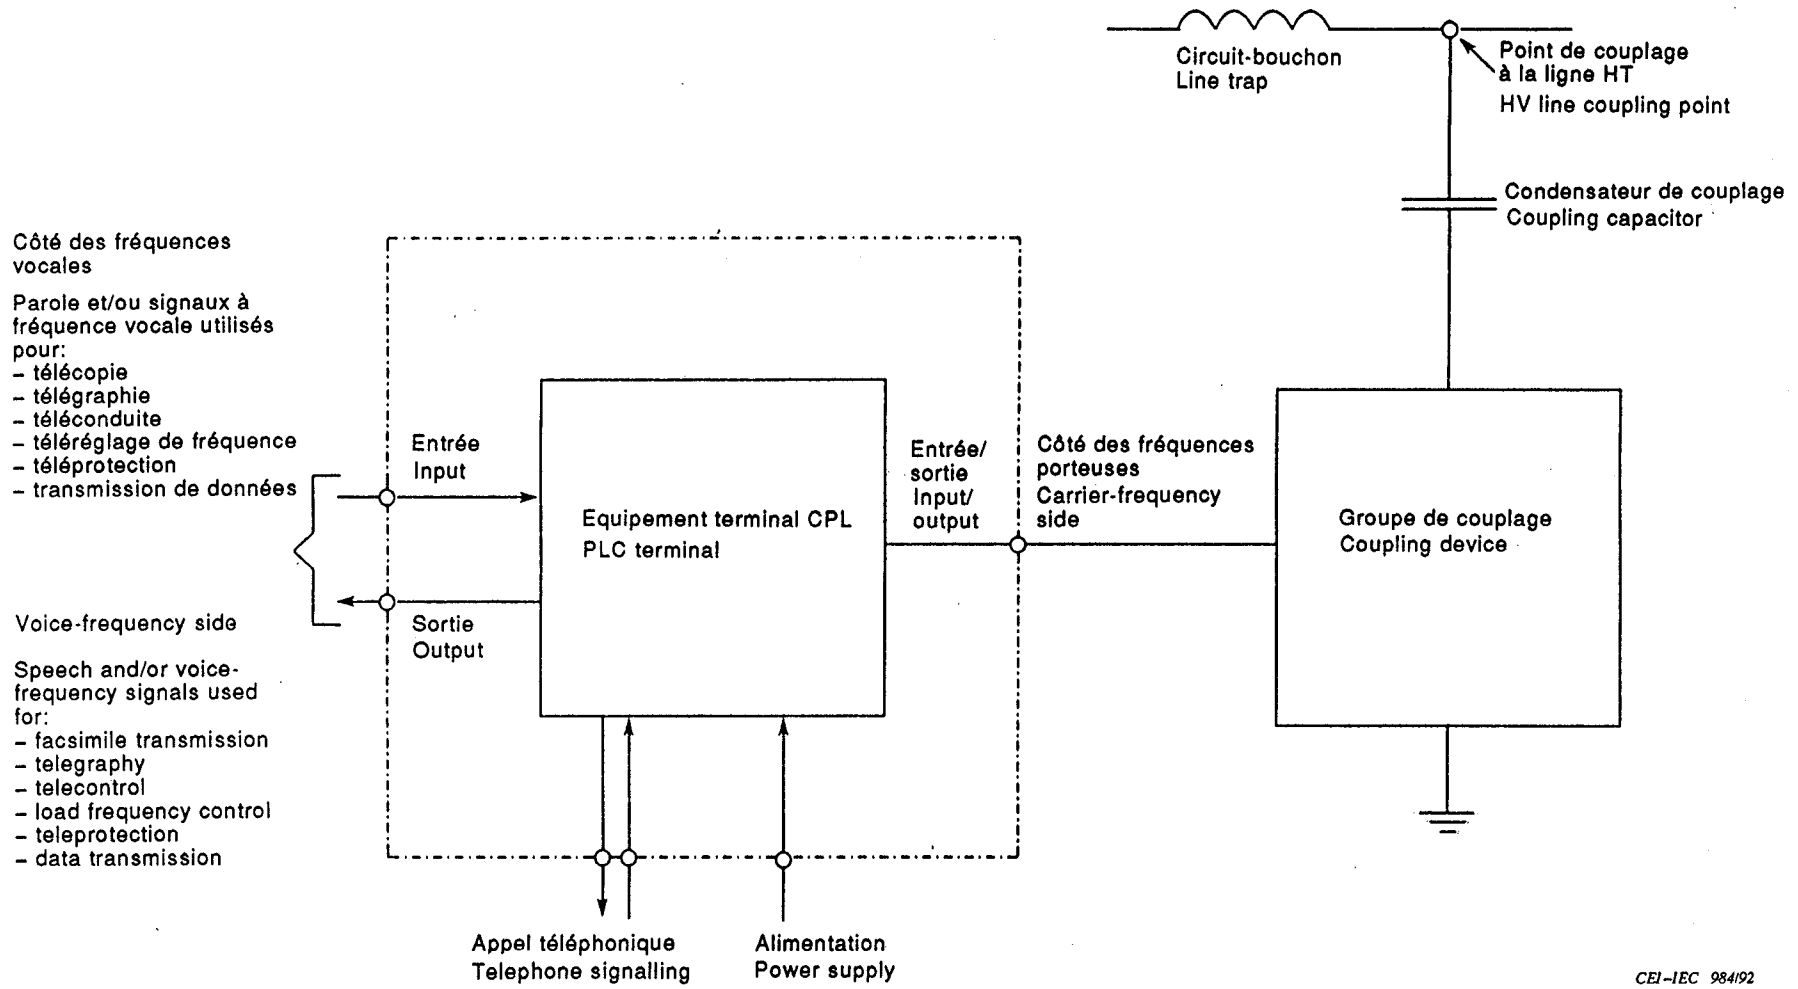 Circuit-bouchon
Line trap
Point de couplage
à la ligne HT
HV line coupling point
Condensateur de couplage
Coupling capacitor
Côté des fréquences
vocales
Parole et/ou signaux à
fréquence vocale utilisés
pour:
– télécopie
– télégraphie
– téléconduite
– téléréglage de fréquence
– téléprotection
– transmission de données
Voice-frequency side
Speech and/or voice-
frequency signals used
for:
– facsimile transmission
– telegraphy
– telecontrol
– load frequency control
– teleprotection
– data transmission
Entrée
Input
Sortie
Output
Equipement terminal CPL
PLC terminal
Entrée/
sortie
Input/
output
Côté des fréquences
porteuses
Carrier-frequency
side
Groupe de couplage
Coupling device
Appel téléphonique
Telephone signalling
Alimentation
Power supply
CEI–IEC 984/92